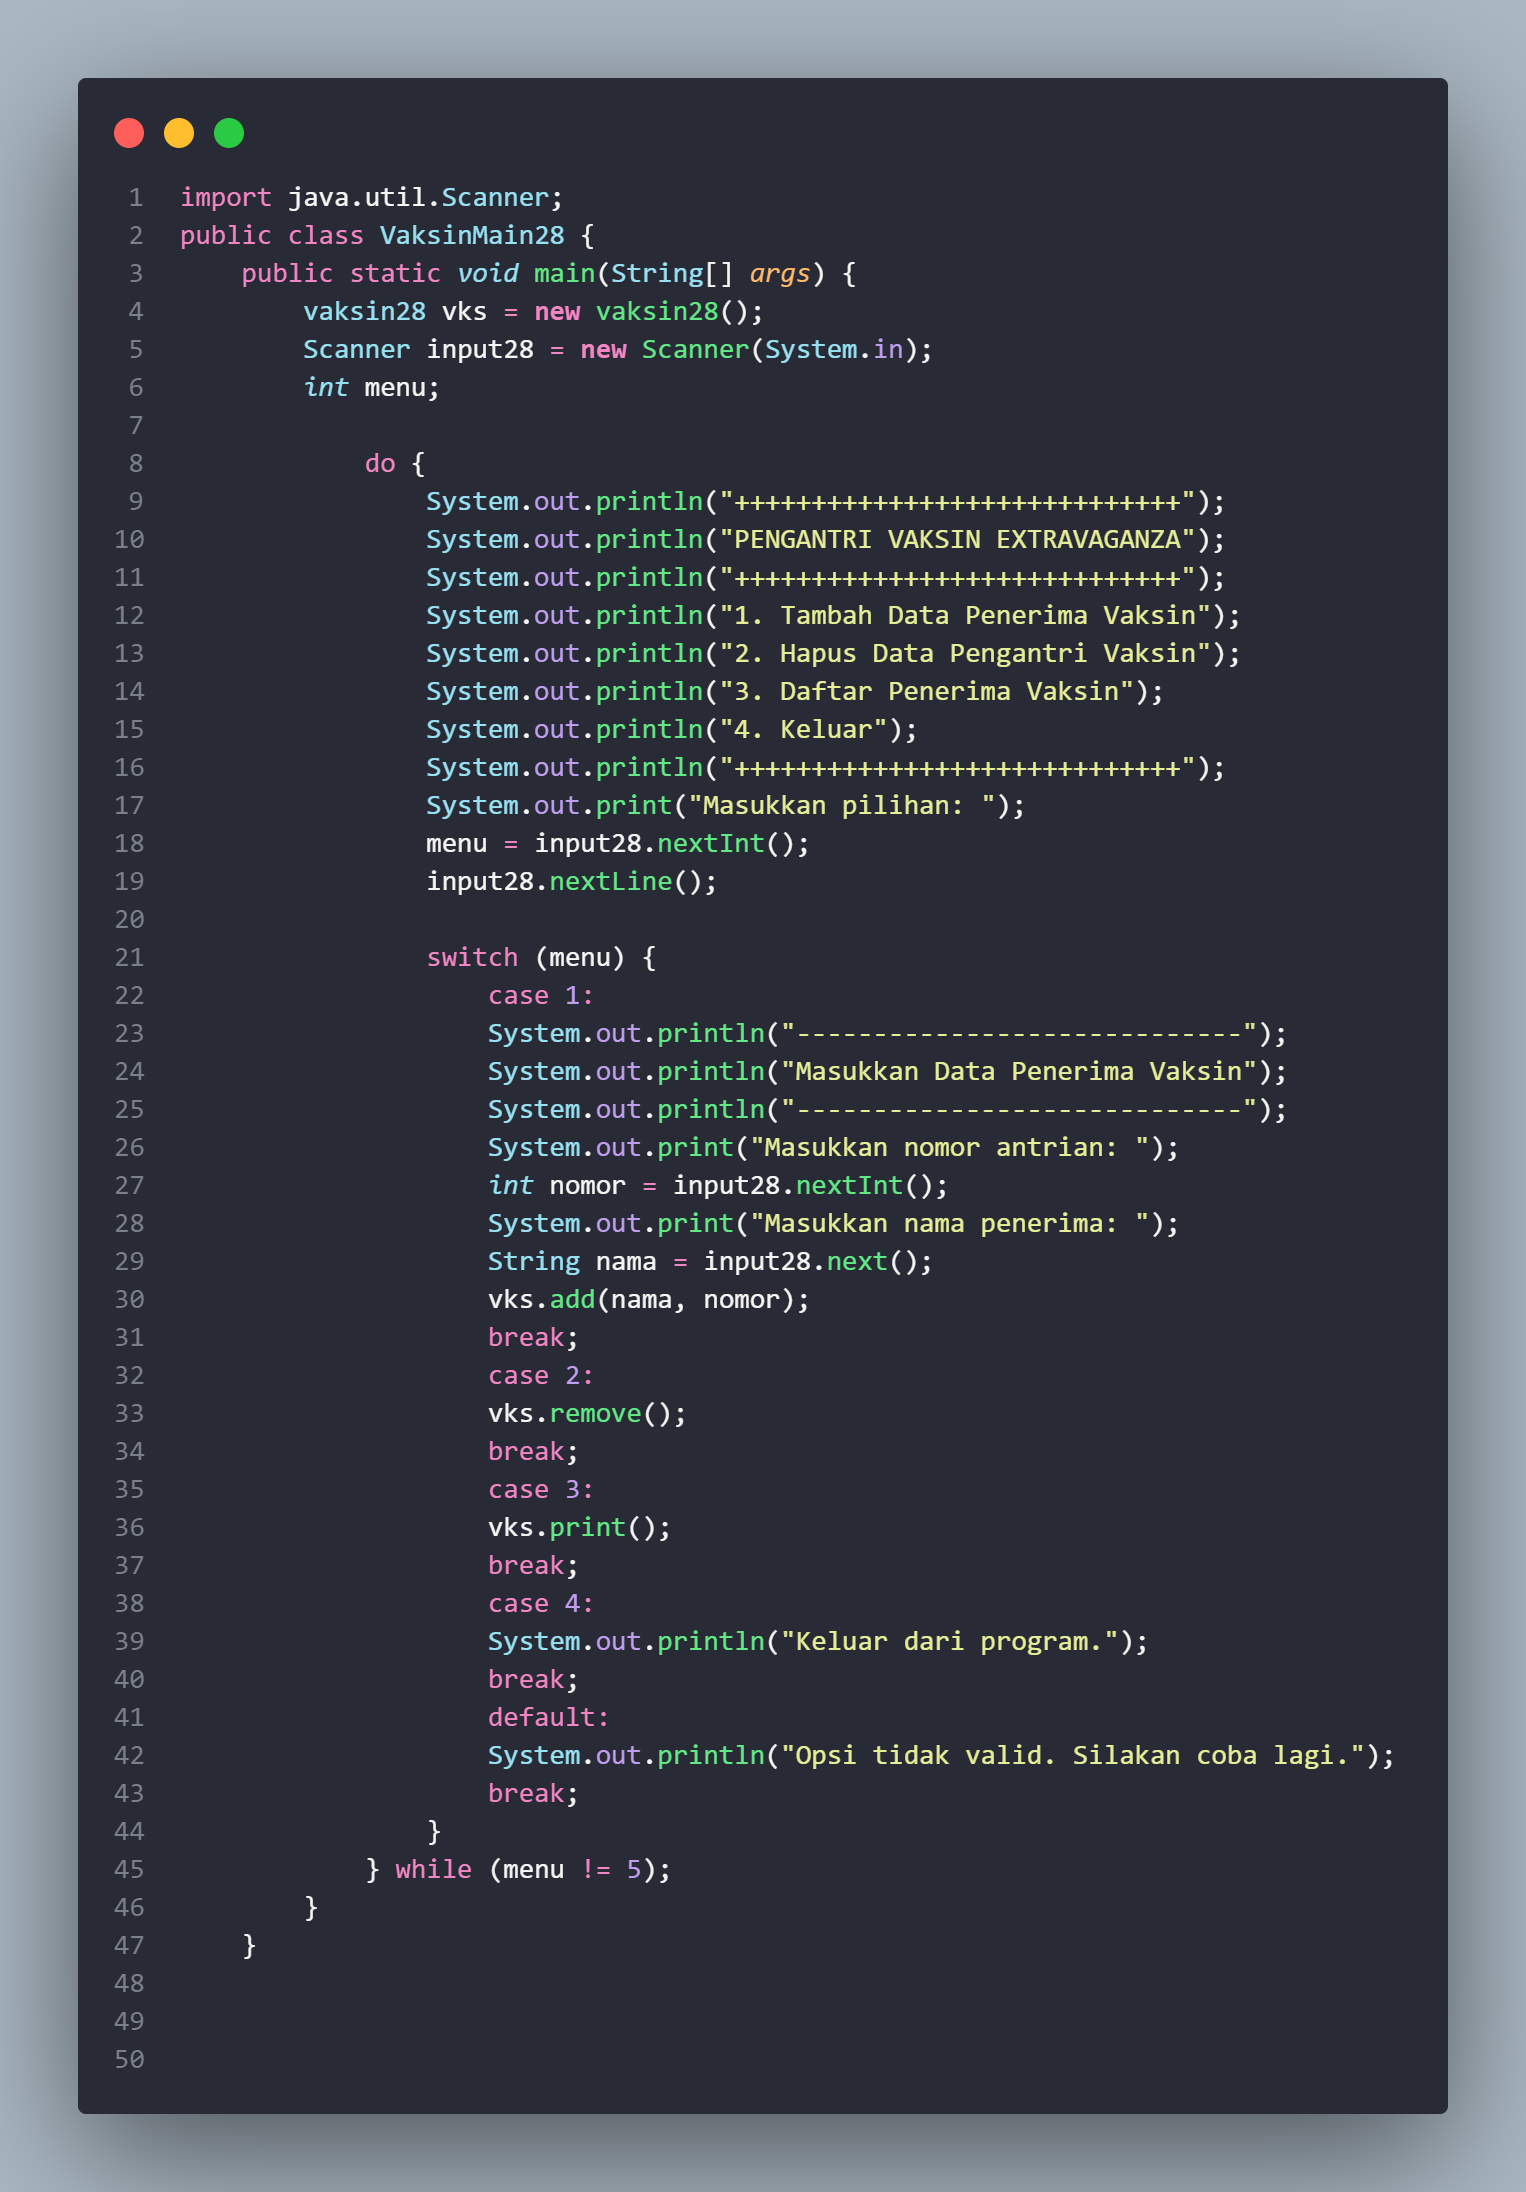 1 import java.util.Scanner;
2 public class VaksinMain28 {
3     public static void main(String[] args) {
4         vaksin28 vks = new vaksin28();
5         Scanner input28 = new Scanner(System.in);
6         int menu;
7
8             do {
9                 System.out.println("+++++++++++++++++++++++++++++");
10                 System.out.println("PENGANTRI VAKSIN EXTRAVAGANZA");
11                 System.out.println("+++++++++++++++++++++++++++++");
12                 System.out.println("1. Tambah Data Penerima Vaksin");
13                 System.out.println("2. Hapus Data Pengantri Vaksin");
14                 System.out.println("3. Daftar Penerima Vaksin");
15                 System.out.println("4. Keluar");
16                 System.out.println("+++++++++++++++++++++++++++++");
17                 System.out.print("Masukkan pilihan: ");
18                 menu = input28.nextInt();
19                 input28.nextLine();
20
21                 switch (menu) {
22                     case 1:
23                     System.out.println("-----------------------------");
24                     System.out.println("Masukkan Data Penerima Vaksin");
25                     System.out.println("-----------------------------");
26                     System.out.print("Masukkan nomor antrian: ");
27                     int nomor = input28.nextInt();
28                     System.out.print("Masukkan nama penerima: ");
29                     String nama = input28.next();
30                     vks.add(nama, nomor);
31                     break;
32                     case 2:
33                     vks.remove();
34                     break;
35                     case 3:
36                     vks.print();
37                     break;
38                     case 4:
39                     System.out.println("Keluar dari program.");
40                     break;
41                     default:
42                     System.out.println("Opsi tidak valid. Silakan coba lagi.");
43                     break;
44                 }
45             } while (menu != 5);
46         }
47     }
48
49
50